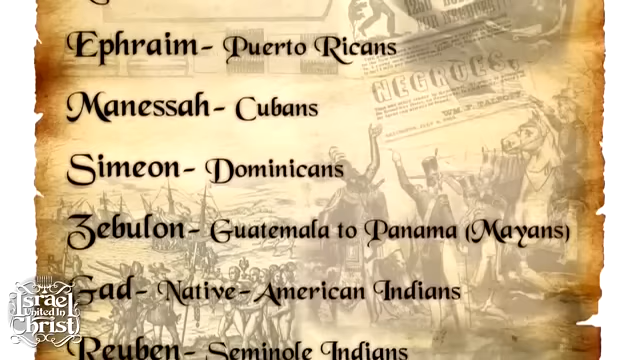 Ephraim- Puerto Ricans
NEGROES,
Manessah- Cubans
Simeon- Dominicans
Zebulon- Guatemala to Panama (Mayans)
Gad- Native-American Indians
Israel
United In
Christ
Reuben- Seminole Indians